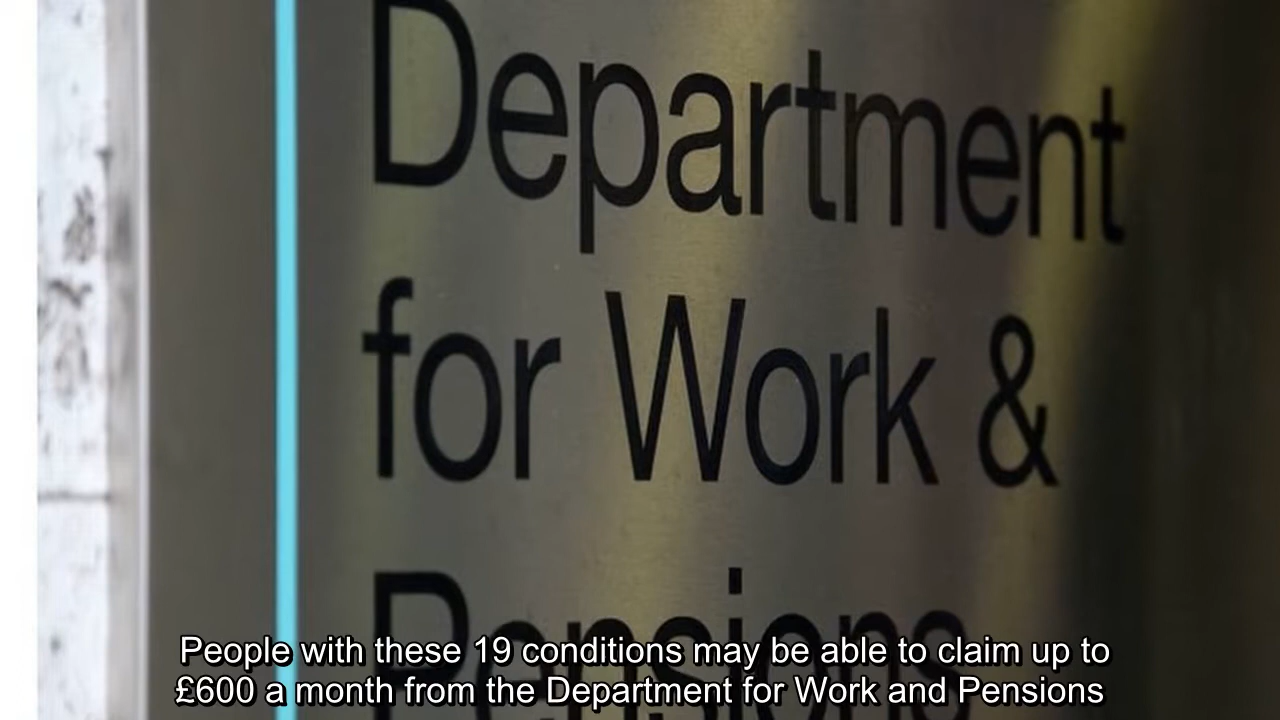 Department
for Work &
Pensions
People with these 19 conditions may be able to claim up to
£600 a month from the Department for Work and Pensions